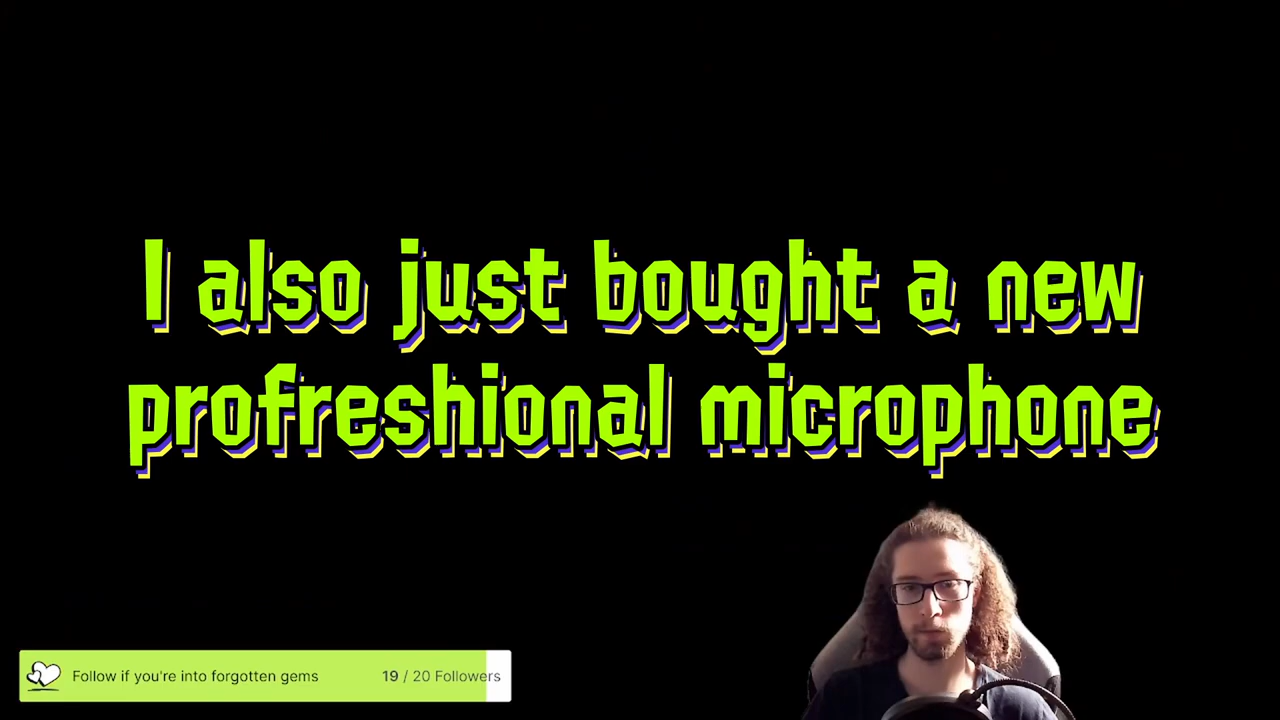 I also just bought a new
profreshional microphone
Follow if you're into forgotten gems 19 / 20 Followers